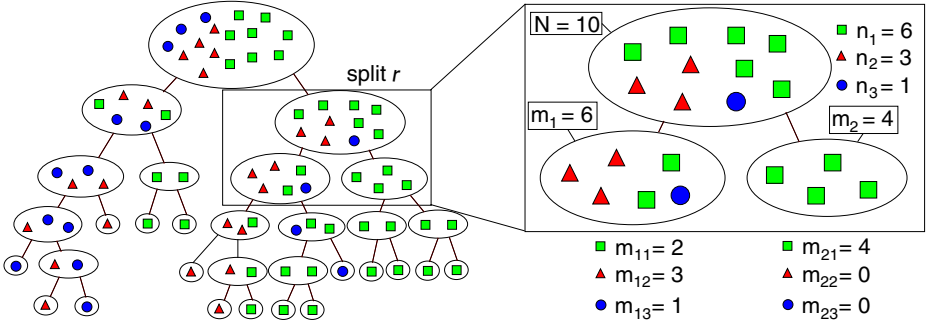 split r
N = 10
n1 = 6
n2 = 3
n3 = 1
m1 = 6
m2 = 4
m11 = 2
m12 = 3
m13 = 1
m21 = 4
m22 = 0
m23 = 0